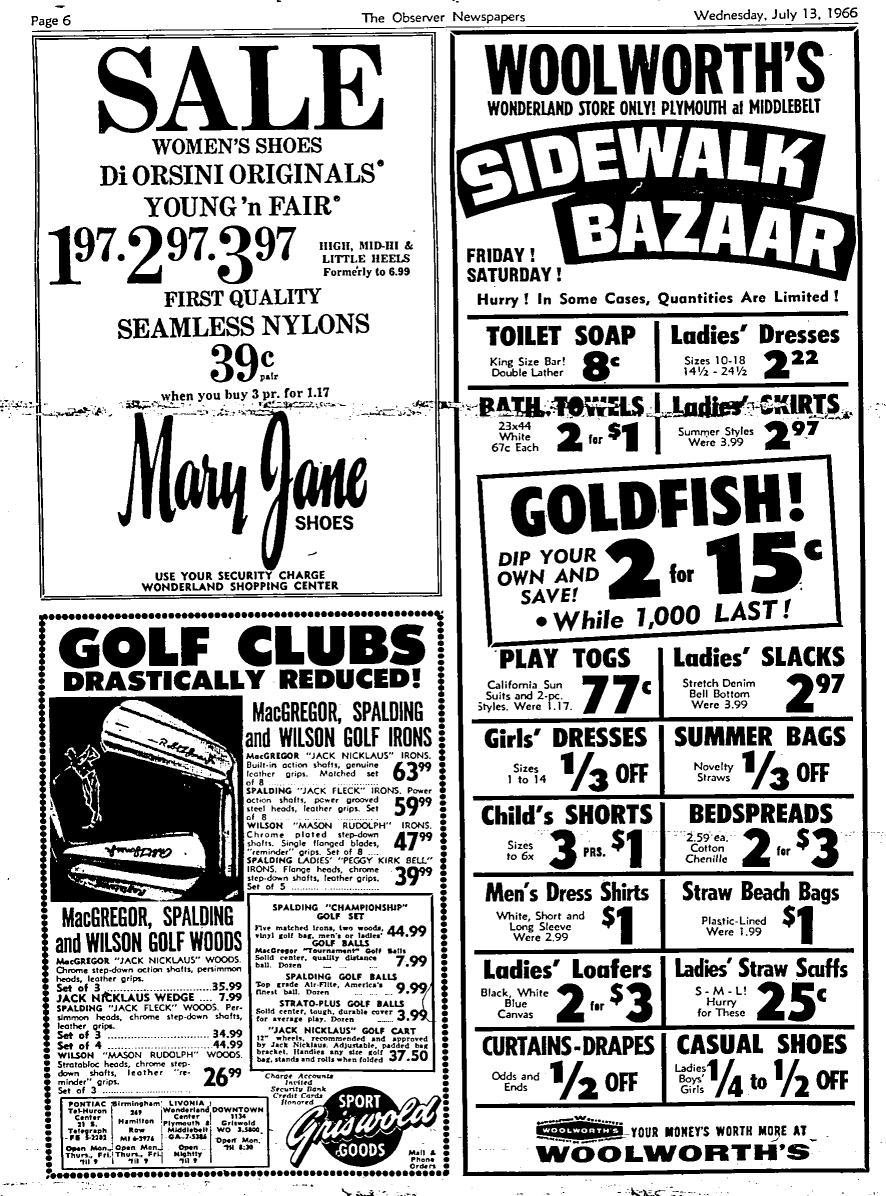 Page 6
The Observer Newspapers
Wednesday, July 13, 1966
SALE
WOMEN'S SHOES
Di ORSINI ORIGINALS
YOUNG 'n FAIR
1.97. 2.97. 3.97
HIGH, MID-HI &
LITTLE HEELS
Formerly to 6.99
FIRST QUALITY
SEAMLESS NYLONS
39c
pair
when you buy 3 pr. for 1.17
Mary Jane
SHOES
USE YOUR SECURITY CHARGE
WONDERLAND SHOPPING CENTER
GOLF CLUBS
DRASTICALLY REDUCED!
MacGREGOR, SPALDING
and WILSON GOLF IRONS
MacGREGOR "JACK NICKLAUS" IRONS.
Built-in action shafts, genuine
leather grips. Matched set
of 8 63.99
SPALDING "JACK FLECK" IRONS. Power
action shafts, power grooved
steel heads, leather grips. Set
of 8 59.99
WILSON "MASON RUDOLPH" IRONS.
Chrome plated step-down
shafts. Single flanged blades,
"reminder" grips. Set of 8 47.99
SPALDING LADIES' "PEGGY KIRK BELL"
IRONS. Flange heads, chrome
step-down shafts, leather grips.
Set of 5 39.99
MacGREGOR, SPALDING
and WILSON GOLF WOODS
MacGREGOR "JACK NICKLAUS" WOODS.
Chrome step-down action shafts, persimmon
heads, leather grips.
Set of 3 35.99
JACK NICKLAUS WEDGE 7.99
SPALDING "JACK FLECK" WOODS. Per-
simmon heads, chrome step-down shafts,
leather grips.
Set of 3 34.99
Set of 4 44.99
WILSON "MASON RUDOLPH" WOODS.
Stratabloc heads, chrome step-
down shafts, leather "re-
minder" grips.
Set of 3 26.99
SPALDING "CHAMPIONSHIP"
GOLF SET
Five matched irons, two woods,
vinyl golf bag, men's or ladies' 44.99
GOLF BALLS
MacGregor "Tournament" Golf Balls
Solid center, quality distance
ball. Dozen 7.99
SPALDING GOLF BALLS
Top grade Air-Flite, America's
finest ball. Dozen 9.99
STRATO-PLUS GOLF BALLS
Solid center, tough, durable cover
for average play. Dozen 3.99
"JACK NICKLAUS" GOLF CART
12" wheels, recommended and approved
by Jack Nicklaus. Adjustable, padded bag
bracket. Handles any size golf
bag, stands and rolls when folded 37.50
Charge Accounts
Invited
Security Bank
Credit Cards
Honored
PONTIAC
Tel-Huron
Center
21 S.
Telegraph
FE 5-2202
Open Mon.,
Thurs., Fri.
'Til 9
Birmingham
269
Hamilton
Row
MI 6-2976
Open Mon.
Thurs., Fri.
'Til 9
LIVONIA
Wonderland
Center
Plymouth &
Middlebelt
GA-7-5386
Open
Nightly
'Til 9
DOWNTOWN
1134
Griswold
WO 3.5800
Open Mon.
'Til 8:30
Griswold
SPORT
GOODS
Mail &
Phone
Orders
WOOLWORTH'S
WONDERLAND STORE ONLY! PLYMOUTH at MIDDLEBELT
SIDEWALK
BAZAAR
FRIDAY!
SATURDAY!
Hurry! In Some Cases, Quantities Are Limited!
TOILET SOAP
King Size Bar!
Double Lather
8c
Ladies' Dresses
Sizes 10-18
14½ - 24½
2.22
BATH TOWELS
23x44
White
67c Each
2 for $1
Ladies' SKIRTS
Summer Styles
Were 3.99
2.97
GOLDFISH!
DIP YOUR
OWN AND
SAVE!
2 for 15c
• While 1,000 LAST!
PLAY TOGS
California Sun
Suits and 2-pc.
Styles. Were 1.17.
77c
Ladies' SLACKS
Stretch Denim
Bell Bottom
Were 3.99
2.97
Girls' DRESSES
Sizes
1 to 14
1/3 OFF
SUMMER BAGS
Novelty
Straws
1/3 OFF
Child's SHORTS
Sizes
to 6x
3 PRS. $1
BEDSPREADS
2.59 ea.
Cotton
Chenille
2 for $3
Men's Dress Shirts
White, Short and
Long Sleeve
Were 2.99
$1
Straw Beach Bags
Plastic-Lined
Were 1.99
$1
Ladies' Loafers
Black, White
Blue
Canvas
2 for $3
Ladies' Straw Scuffs
S - M - L!
Hurry
for These
25c
CURTAINS-DRAPES
Odds and
Ends
1/2 OFF
CASUAL SHOES
Ladies'
Boys'
Girls
1/4 to 1/2 OFF
W
WOOLWORTH'S
YOUR MONEY'S WORTH MORE AT
WOOLWORTH'S